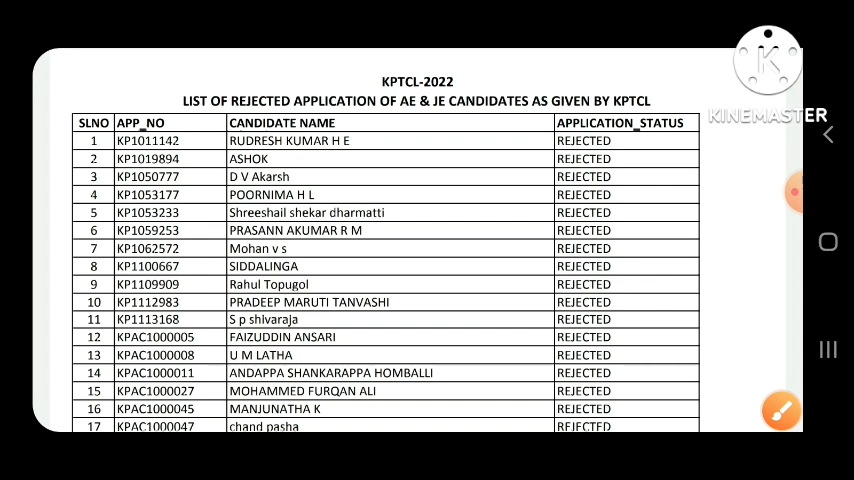 KPTCL-2022
LIST OF REJECTED APPLICATION OF AE & JE CANDIDATES AS GIVEN BY KPTCL
SLNO APP_NO CANDIDATE NAME APPLICATION_STATUS
1 KP1011142 RUDRESH KUMAR H E REJECTED
2 KP1019894 ASHOK REJECTED
3 KP1050777 D V Akarsh REJECTED
4 KP1053177 POORNIMA H L REJECTED
5 KP1053233 Shreeshail shekar dharmatti REJECTED
6 KP1059253 PRASANN AKUMAR R M REJECTED
7 KP1062572 Mohan v s REJECTED
8 KP1100667 SIDDALINGA REJECTED
9 KP1109909 Rahul Topugol REJECTED
10 KP1112983 PRADEEP MARUTI TANVASHI REJECTED
11 KP1113168 S p shivaraja REJECTED
12 KPAC1000005 FAIZUDDIN ANSARI REJECTED
13 KPAC1000008 U M LATHA REJECTED
14 KPAC1000011 ANDAPPA SHANKARAPPA HOMBALLI REJECTED
15 KPAC1000027 MOHAMMED FURQAN ALI REJECTED
16 KPAC1000045 MANJUNATHA K REJECTED
17 KPAC1000047 chand pasha REJECTED
K
KINEMASTER